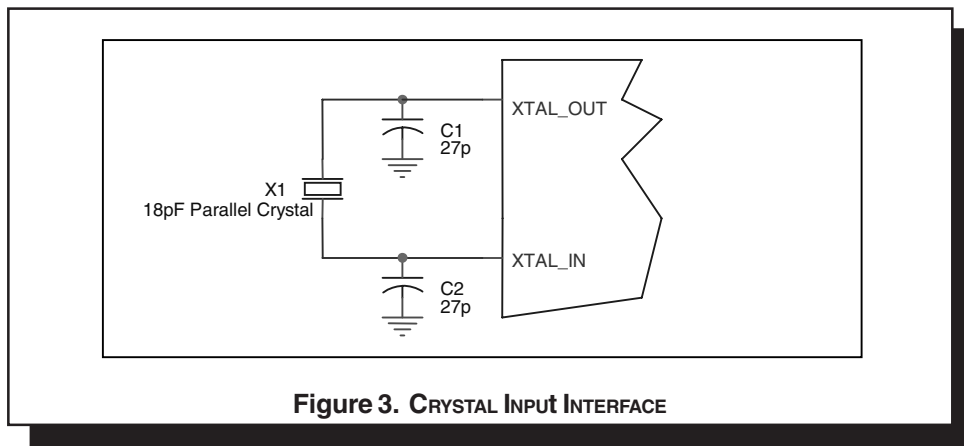 XTAL_OUT
C1
27p
X1
18pF Parallel Crystal
XTAL_IN
C2
27p
Figure 3. CRYSTAL INPUt INTERFACE